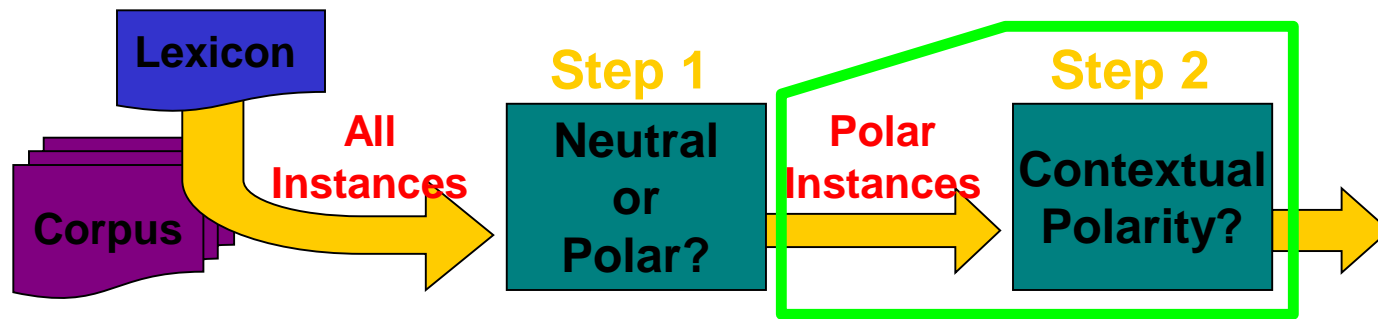 Lexicon
Corpus
All
Instances
Step 1
Neutral
or
Polar?
Polar
Instances
Step 2
Contextual
Polarity?